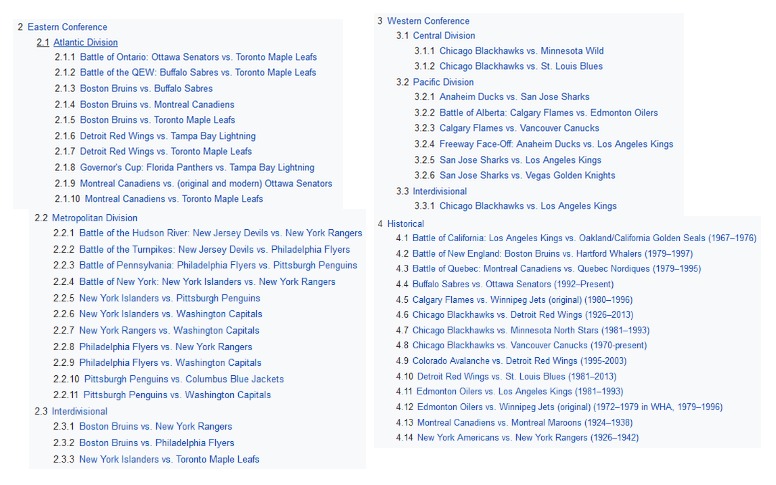 2 Eastern Conference
2.1 Atlantic Division
2.1.1 Battle of Ontario: Ottawa Senators vs. Toronto Maple Leafs
2.1.2 Battle of the QEW: Buffalo Sabres vs. Toronto Maple Leafs
2.1.3 Boston Bruins vs. Buffalo Sabres
2.1.4 Boston Bruins vs. Montreal Canadiens
2.1.5 Boston Bruins vs. Toronto Maple Leafs
2.1.6 Detroit Red Wings vs. Tampa Bay Lightning
2.1.7 Detroit Red Wings vs. Toronto Maple Leafs
2.1.8 Governor's Cup: Florida Panthers vs. Tampa Bay Lightning
2.1.9 Montreal Canadiens vs. (original and modern) Ottawa Senators
2.1.10 Montreal Canadiens vs. Toronto Maple Leafs
2.2 Metropolitan Division
2.2.1 Battle of the Hudson River: New Jersey Devils vs. New York Rangers
2.2.2 Battle of the Turnpikes: New Jersey Devils vs. Philadelphia Flyers
2.2.3 Battle of Pennsylvania: Philadelphia Flyers vs. Pittsburgh Penguins
2.2.4 Battle of New York: New York Islanders vs. New York Rangers
2.2.5 New York Islanders vs. Pittsburgh Penguins
2.2.6 New York Islanders vs. Washington Capitals
2.2.7 New York Rangers vs. Washington Capitals
2.2.8 Philadelphia Flyers vs. New York Rangers
2.2.9 Philadelphia Flyers vs. Washington Capitals
2.2.10 Pittsburgh Penguins vs. Columbus Blue Jackets
2.2.11 Pittsburgh Penguins vs. Washington Capitals
2.3 Interdivisional
2.3.1 Boston Bruins vs. New York Rangers
2.3.2 Boston Bruins vs. Philadelphia Flyers
2.3.3 New York Islanders vs. Toronto Maple Leafs
3 Western Conference
3.1 Central Division
3.1.1 Chicago Blackhawks vs. Minnesota Wild
3.1.2 Chicago Blackhawks vs. St. Louis Blues
3.2 Pacific Division
3.2.1 Anaheim Ducks vs. San Jose Sharks
3.2.2 Battle of Alberta: Calgary Flames vs. Edmonton Oilers
3.2.3 Calgary Flames vs. Vancouver Canucks
3.2.4 Freeway Face-Off: Anaheim Ducks vs. Los Angeles Kings
3.2.5 San Jose Sharks vs. Los Angeles Kings
3.2.6 San Jose Sharks vs. Vegas Golden Knights
3.3 Interdivisional
3.3.1 Chicago Blackhawks vs. Los Angeles Kings
4 Historical
4.1 Battle of California: Los Angeles Kings vs. Oakland/California Golden Seals (1967–1976)
4.2 Battle of New England: Boston Bruins vs. Hartford Whalers (1979–1997)
4.3 Battle of Quebec: Montreal Canadiens vs. Quebec Nordiques (1979–1995)
4.4 Buffalo Sabres vs. Ottawa Senators (1992–Present)
4.5 Calgary Flames vs. Winnipeg Jets (original) (1980–1996)
4.6 Chicago Blackhawks vs. Detroit Red Wings (1926–2013)
4.7 Chicago Blackhawks vs. Minnesota North Stars (1981–1993)
4.8 Chicago Blackhawks vs. Vancouver Canucks (1970-present)
4.9 Colorado Avalanche vs. Detroit Red Wings (1995-2003)
4.10 Detroit Red Wings vs. St. Louis Blues (1981–2013)
4.11 Edmonton Oilers vs. Los Angeles Kings (1981–1993)
4.12 Edmonton Oilers vs. Winnipeg Jets (original) (1972–1979 in WHA, 1979–1996)
4.13 Montreal Canadiens vs. Montreal Maroons (1924–1938)
4.14 New York Americans vs. New York Rangers (1926–1942)